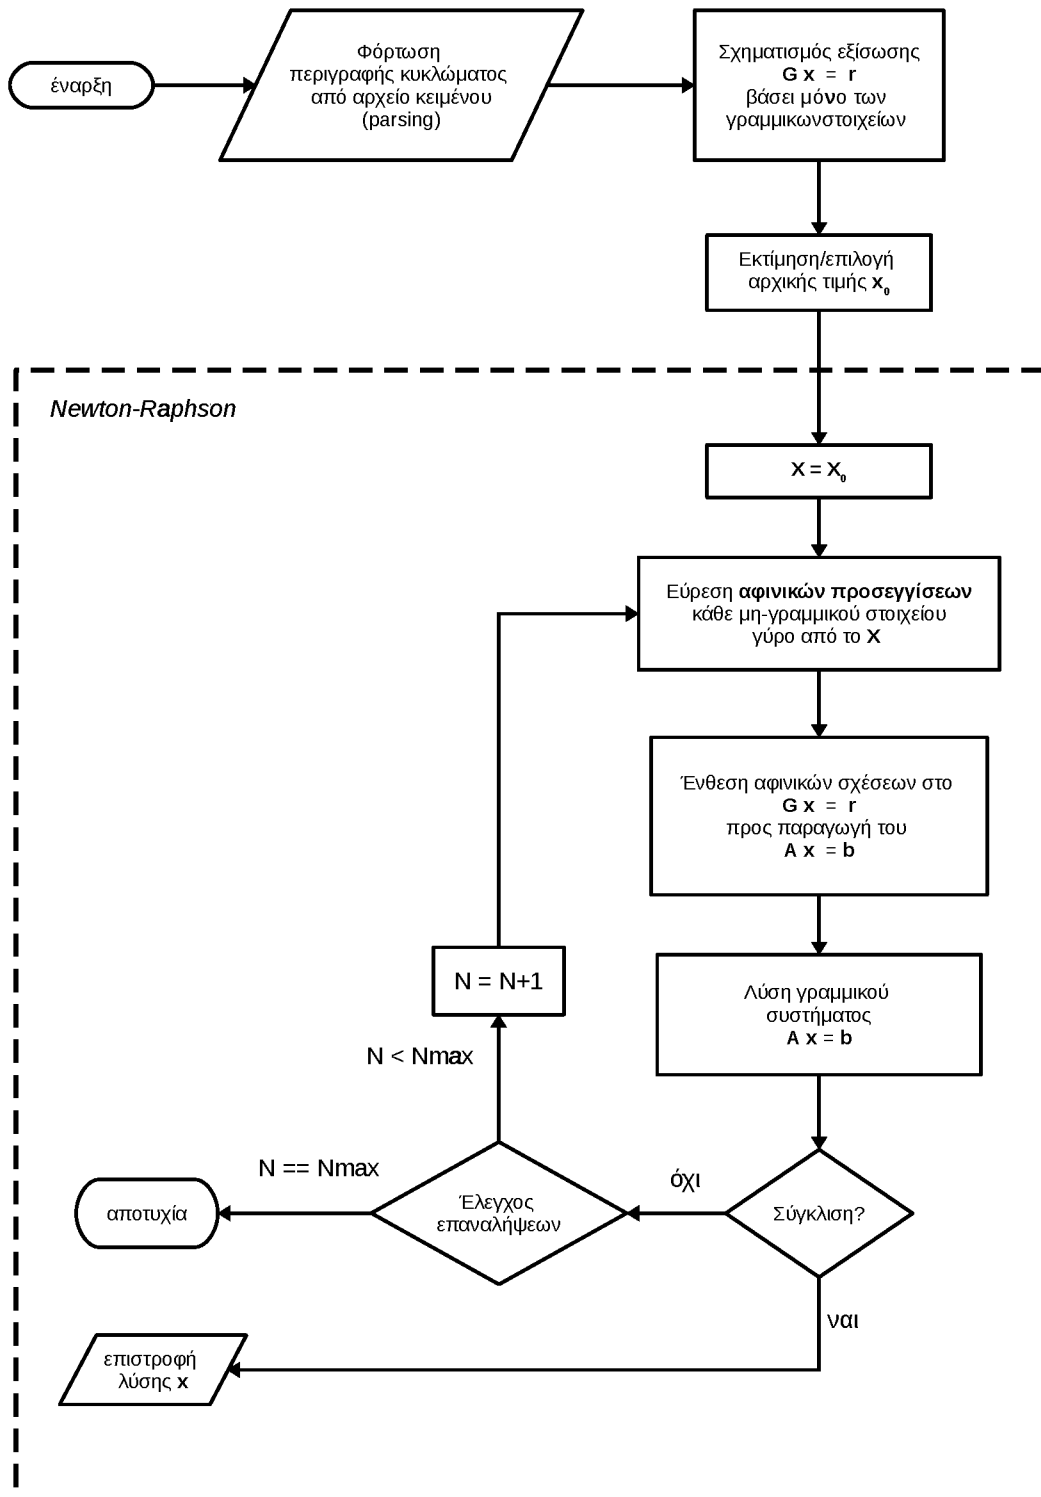 έναρξη
Φόρτωση
περιγραφής κυκλώματος
από αρχείο κειμένου
(parsing)
Σχηματισμός εξίσωσης
G x = r
βάσει μόνο των
γραμμικωνστοιχείων
Εκτίμηση/επιλογή
αρχικής τιμής x₀
Newton-Raphson
X = X₀
Εύρεση αφινικών προσεγγίσεων
κάθε μη-γραμμικού στοιχείου
γύρο από το X
Ένθεση αφινικών σχέσεων στο
G x = r
προς παραγωγή του
A x = b
Λύση γραμμικού
συστήματος
A x = b
Σύγκλιση?
όχι
Έλεγχος
επαναλήψεων
N < Nmax
N = N+1
N == Nmax
αποτυχία
ναι
επιστροφή
λύσης x